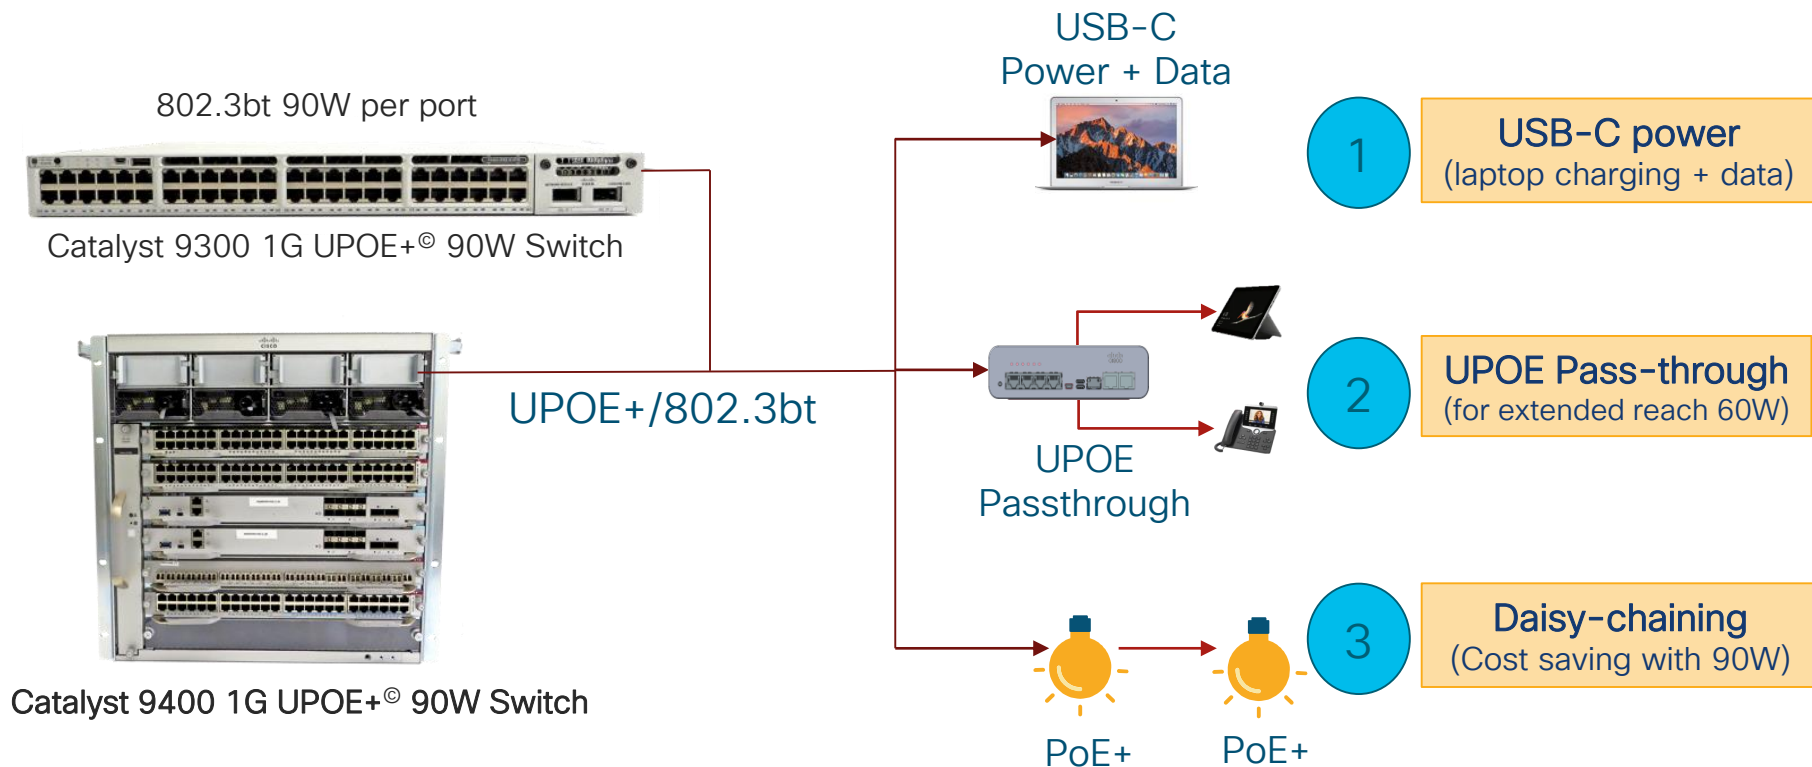 802.3bt 90W per port
Catalyst 9300 1G UPOE+© 90W Switch
CISCO
Catalyst 9400 1G UPOE+© 90W Switch
UPOE+/802.3bt
USB-C
Power + Data
UPOE
Passthrough
PoE+
PoE+
1
USB-C power
(laptop charging + data)
2
UPOE Pass-through
(for extended reach 60W)
3
Daisy-chaining
(Cost saving with 90W)